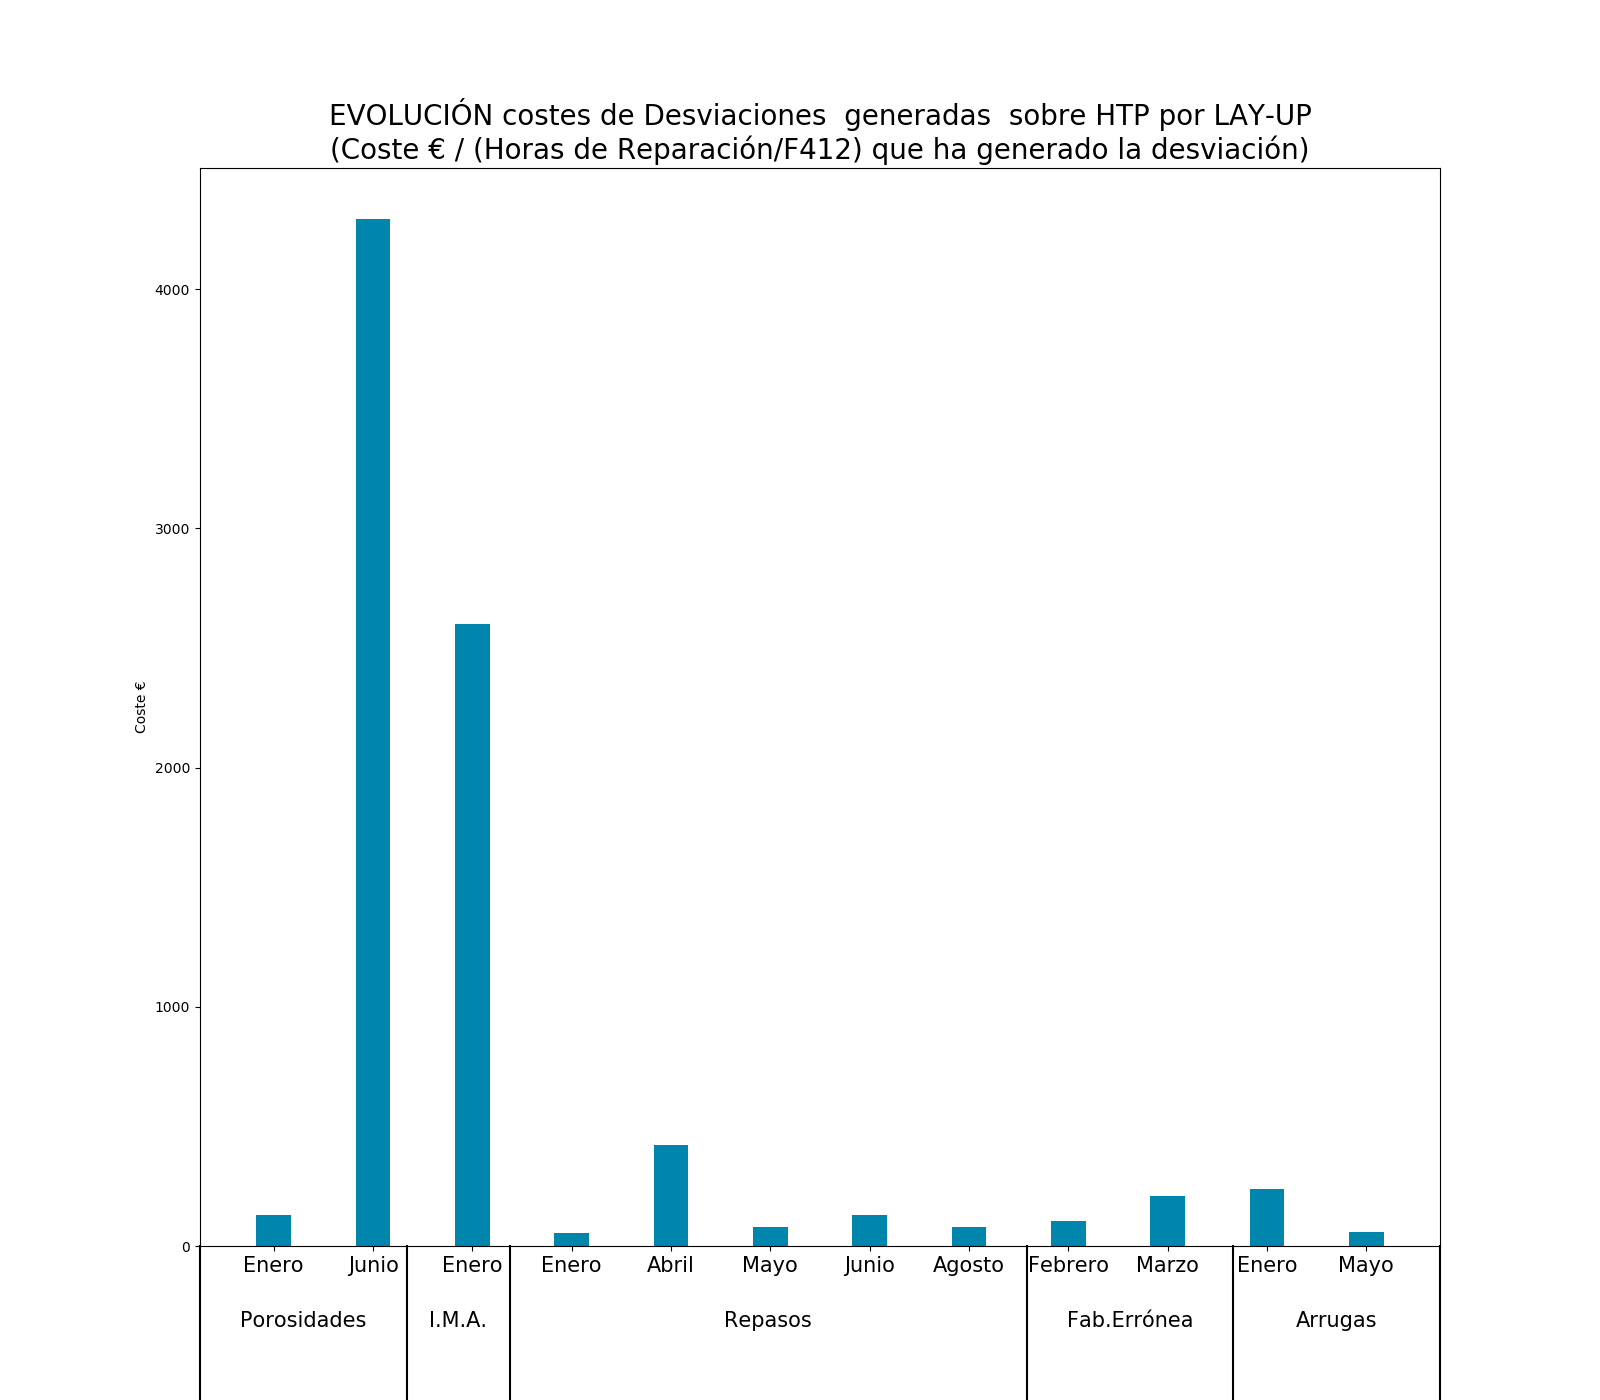 EVOLUCIÓN costes de Desviaciones  generadas  sobre HTP por LAY-UP
(Coste € / (Horas de Reparación/F412) que ha generado la desviación)
4000
3000
2000
1000
0
Coste €
Enero Junio Enero Enero Abril Mayo Junio Agosto Febrero Marzo Enero Mayo
Porosidades I.M.A. Repasos Fab.Errónea Arrugas